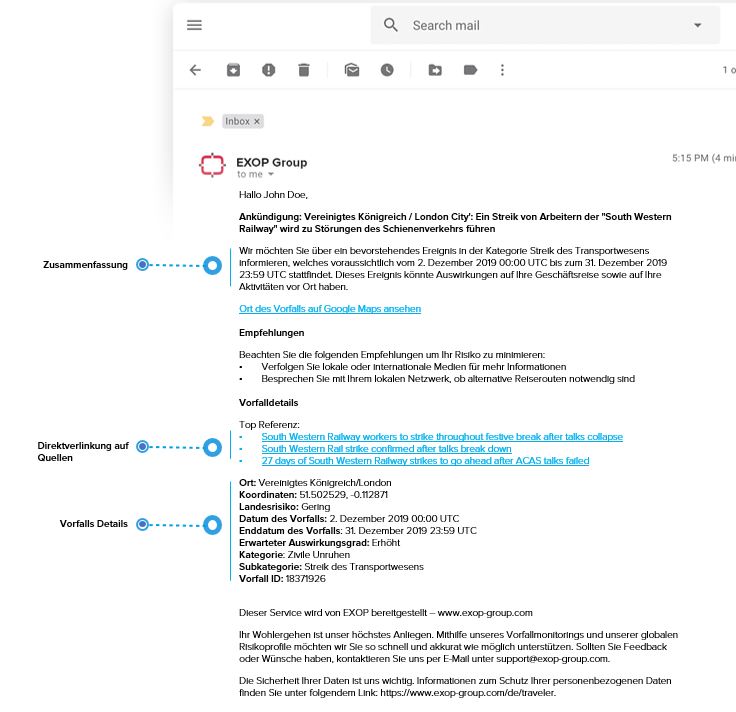 Search mail
1 o
Inbox ×
EXOP Group
5:15 PM (4 min
to me
Hallo John Doe,
Ankündigung: Vereinigtes Königreich / London City': Ein Streik von Arbeitern der "South Western
Railway" wird zu Störungen des Schienenverkehrs führen
Zusammenfassung
Wir möchten Sie über ein bevorstehendes Ereignis in der Kategorie Streik des Transportwesens
informieren, welches voraussichtlich vom 2. Dezember 2019 00:00 UTC bis zum 31. Dezember 2019
23:59 UTC stattfindet. Dieses Ereignis könnte Auswirkungen auf Ihre Geschäftsreise sowie auf Ihre
Aktivitäten vor Ort haben.
Ort des Vorfalls auf Google Maps ansehen
Empfehlungen
Beachten Sie die folgenden Empfehlungen um Ihr Risiko zu minimieren:
• Verfolgen Sie lokale oder internationale Medien für mehr Informationen
• Besprechen Sie mit Ihrem lokalen Netzwerk, ob alternative Reiserouten notwendig sind
Vorfalldetails
Top Referenz:
Direktverlinkung auf
Quellen
• South Western Railway workers to strike throughout festive break after talks collapse
• South Western Rail strike confirmed after talks break down
• 27 days of South Western Railway strikes to go ahead after ACAS talks failed
Vorfalls Details
Ort: Vereinigtes Königreich/London
Koordinaten: 51.502529, -0.112871
Landesrisiko: Gering
Datum des Vorfalls: 2. Dezember 2019 00:00 UTC
Enddatum des Vorfalls: 31. Dezember 2019 23:59 UTC
Erwarteter Auswirkungsgrad: Erhöht
Kategorie: Zivile Unruhen
Subkategorie: Streik des Transportwesens
Vorfall ID: 18371926
Dieser Service wird von EXOP bereitgestellt – www.exop-group.com
Ihr Wohlergehen ist unser höchstes Anliegen. Mithilfe unseres Vorfallmonitorings und unserer globalen
Risikoprofile möchten wir Sie so schnell und akkurat wie möglich unterstützen. Sollten Sie Feedback
oder Wünsche haben, kontaktieren Sie uns per E-Mail unter support@exop-group.com.
Die Sicherheit Ihrer Daten ist uns wichtig. Informationen zum Schutz Ihrer personenbezogenen Daten
finden Sie unter folgendem Link: https://www.exop-group.com/de/traveler.